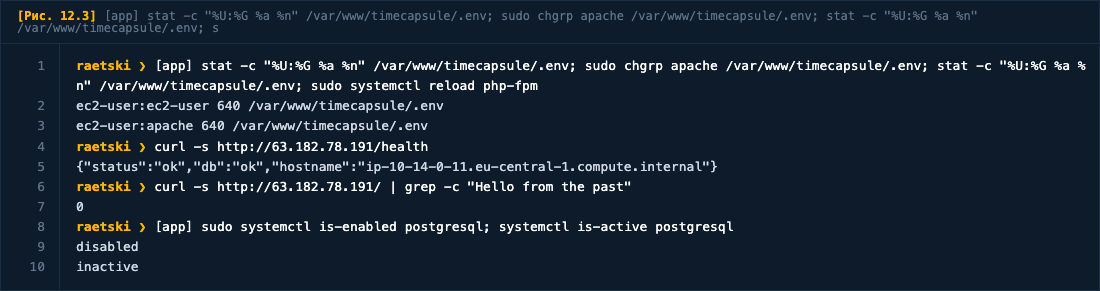 [Рис. 12.3] [app] stat -c "%U:%G %a %n" /var/www/timecapsule/.env; sudo chgrp apache /var/www/timecapsule/.env; stat -c "%U:%G %a %n"
/var/www/timecapsule/.env; s
1 raetski ❯ [app] stat -c "%U:%G %a %n" /var/www/timecapsule/.env; sudo chgrp apache /var/www/timecapsule/.env; stat -c "%U:%G %a %
n" /var/www/timecapsule/.env; sudo systemctl reload php-fpm
2 ec2-user:ec2-user 640 /var/www/timecapsule/.env
3 ec2-user:apache 640 /var/www/timecapsule/.env
4 raetski ❯ curl -s http://63.182.78.191/health
5 {"status":"ok","db":"ok","hostname":"ip-10-14-0-11.eu-central-1.compute.internal"}
6 raetski ❯ curl -s http://63.182.78.191/ | grep -c "Hello from the past"
7 0
8 raetski ❯ [app] sudo systemctl is-enabled postgresql; systemctl is-active postgresql
9 disabled
10 inactive